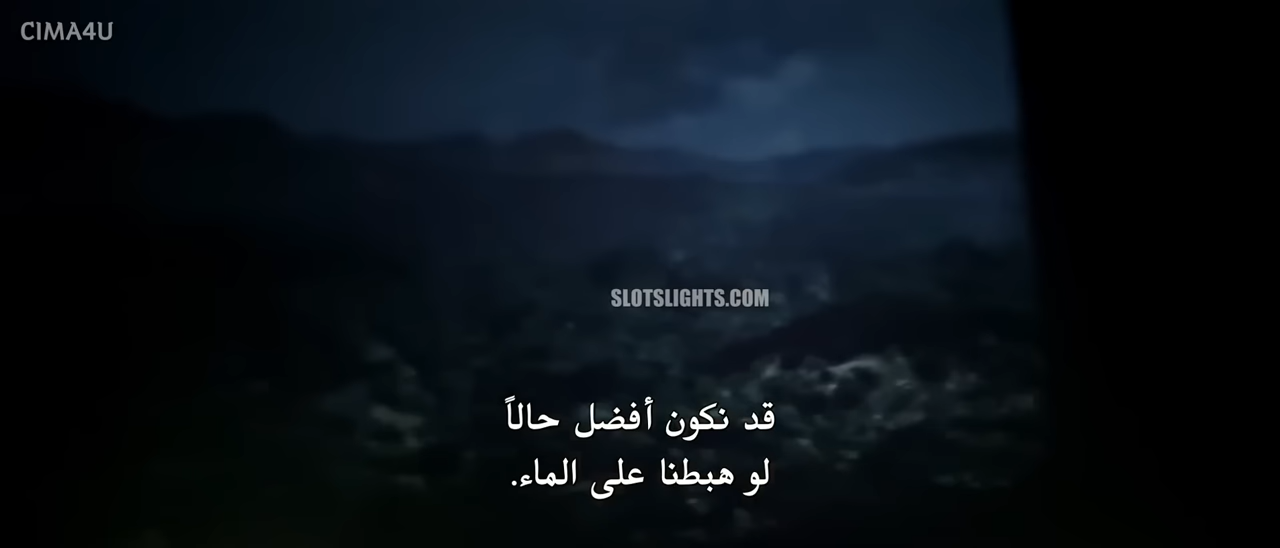 CIMA4U
SLOTSLIGHTS.COM
قد نكون أفضل حالاً
لو هبطنا على الماء.